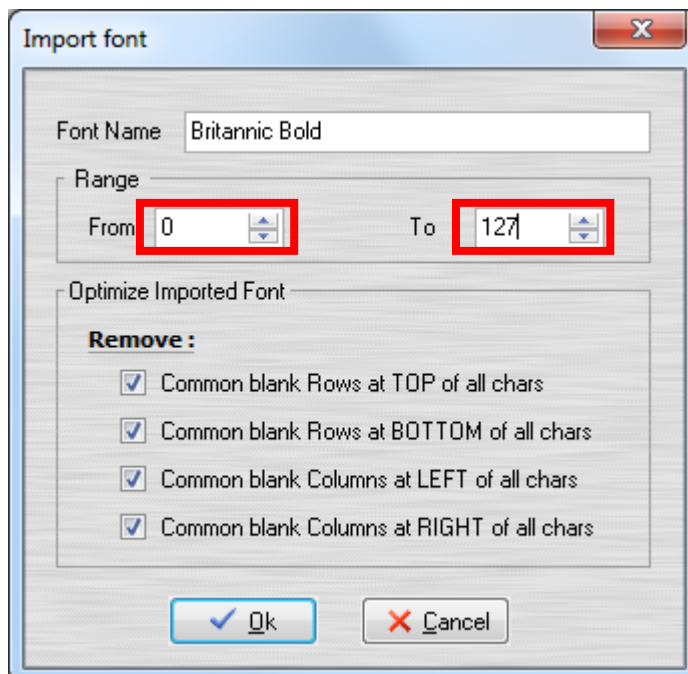 Import font
Font Name Britannic Bold
Range
From 0 To 127
Optimize Imported Font
Remove :
Common blank Rows at TOP of all chars
Common blank Rows at BOTTOM of all chars
Common blank Columns at LEFT of all chars
Common blank Columns at RIGHT of all chars
Ok Cancel